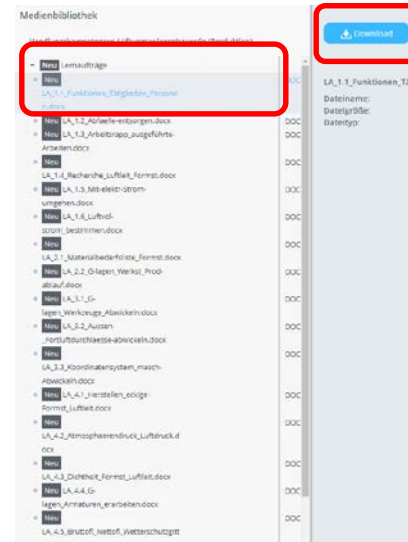 Medienbibliothek
Neu Lernaufträge
Neu
LA_1.1_Funktionen_Tätigkeiten_Persone
n.docx
DOC
Neu LA_1.2_Abfaelle-entsorgen.docx
DOC
Neu LA_1.3_Arbeitsrapp_ausgeführte-
Arbeiten.docx
DOC
Neu
LA_1.4_Recherche_Luftleit_Formst.docx
DOC
Neu LA_1.5_Mit-elektr-Strom-
umgehen.docx
DOC
Neu LA_1.6_Luftvol-
strom_bestimmen.docx
DOC
Neu
LA_2.1_Materialbedarfsliste_Formst.docx
DOC
Neu LA_2.2_G-lagen_Werkst_Prod-
ablauf.docx
DOC
Neu LA_3.1_G-
lagen_Werkzeuge_Abwickeln.docx
DOC
Neu LA_3.2_Aussen-
_Fortluftdurchlaesse-abwickeln.docx
DOC
Neu
LA_3.3_Koordinatensystem_masch-
Abwickeln.docx
DOC
Neu LA_4.1_Herstellen_eckige-
Formst_Luftleit.docx
DOC
Neu
LA_4.2_Atmosphaerendruck_Luftdruck.d
ocx
DOC
Neu
LA_4.3_Dichtheit_Formst_Luftleit.docx
DOC
Neu LA_4.4_G-
lagen_Armaturen_erarbeiten.docx
DOC
Neu
LA_4.5_Bruttofl_Nettofl_Wetterschutzgitt
Download
LA_1.1_Funktionen_Tä
Dateiname:
Dateigröße:
Dateityp: